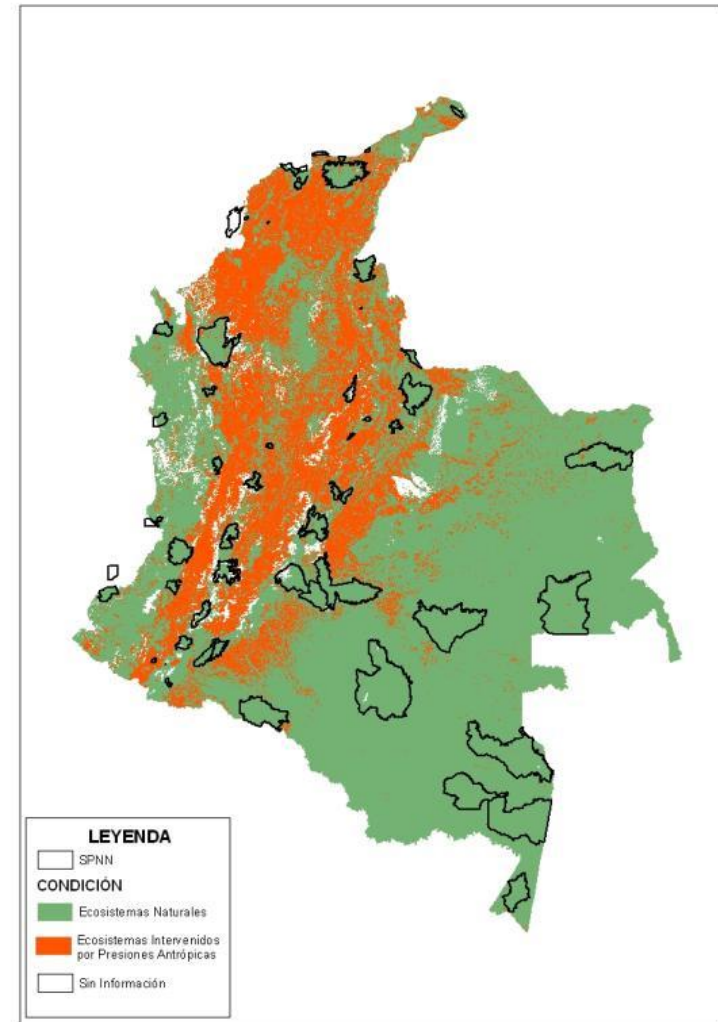 LEYENDA
SPNN
CONDICIÓN
Ecosistemas Naturales
Ecosistemas Intervenidos
por Presiones Antrópicas
Sin Información